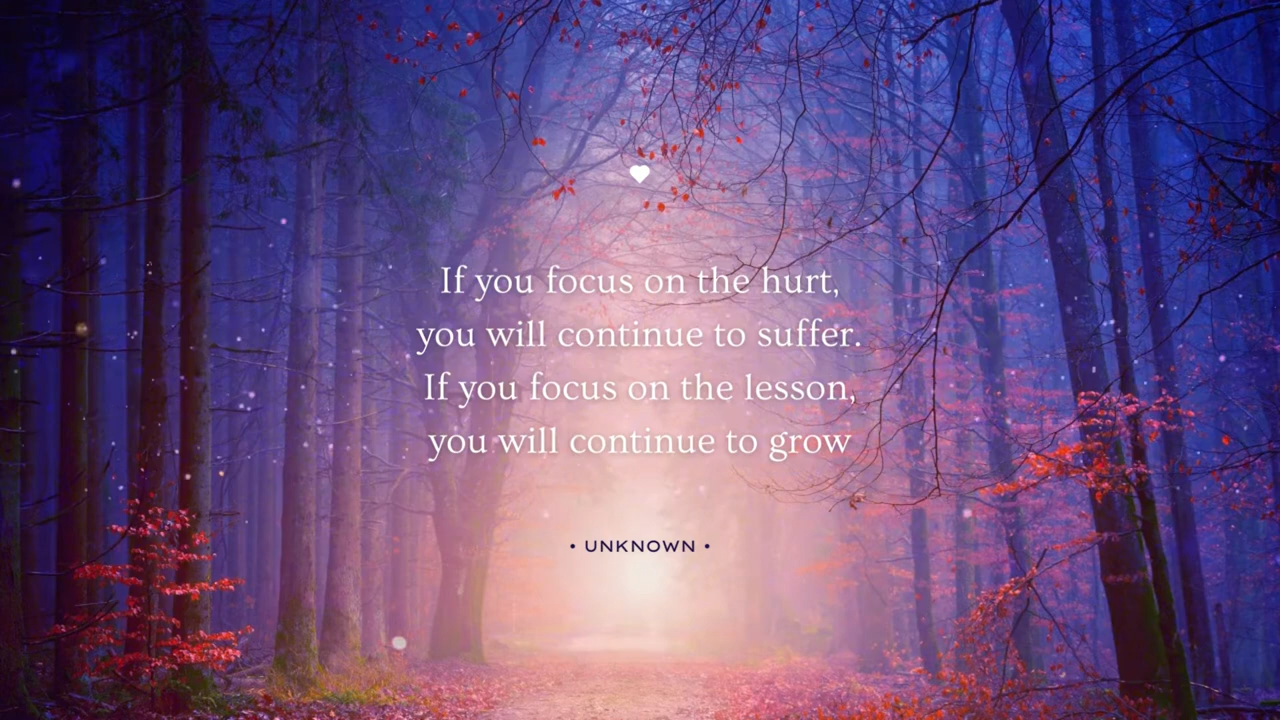 If you focus on the hurt,
you will continue to suffer.
If you focus on the lesson,
you will continue to grow
• UNKNOWN •